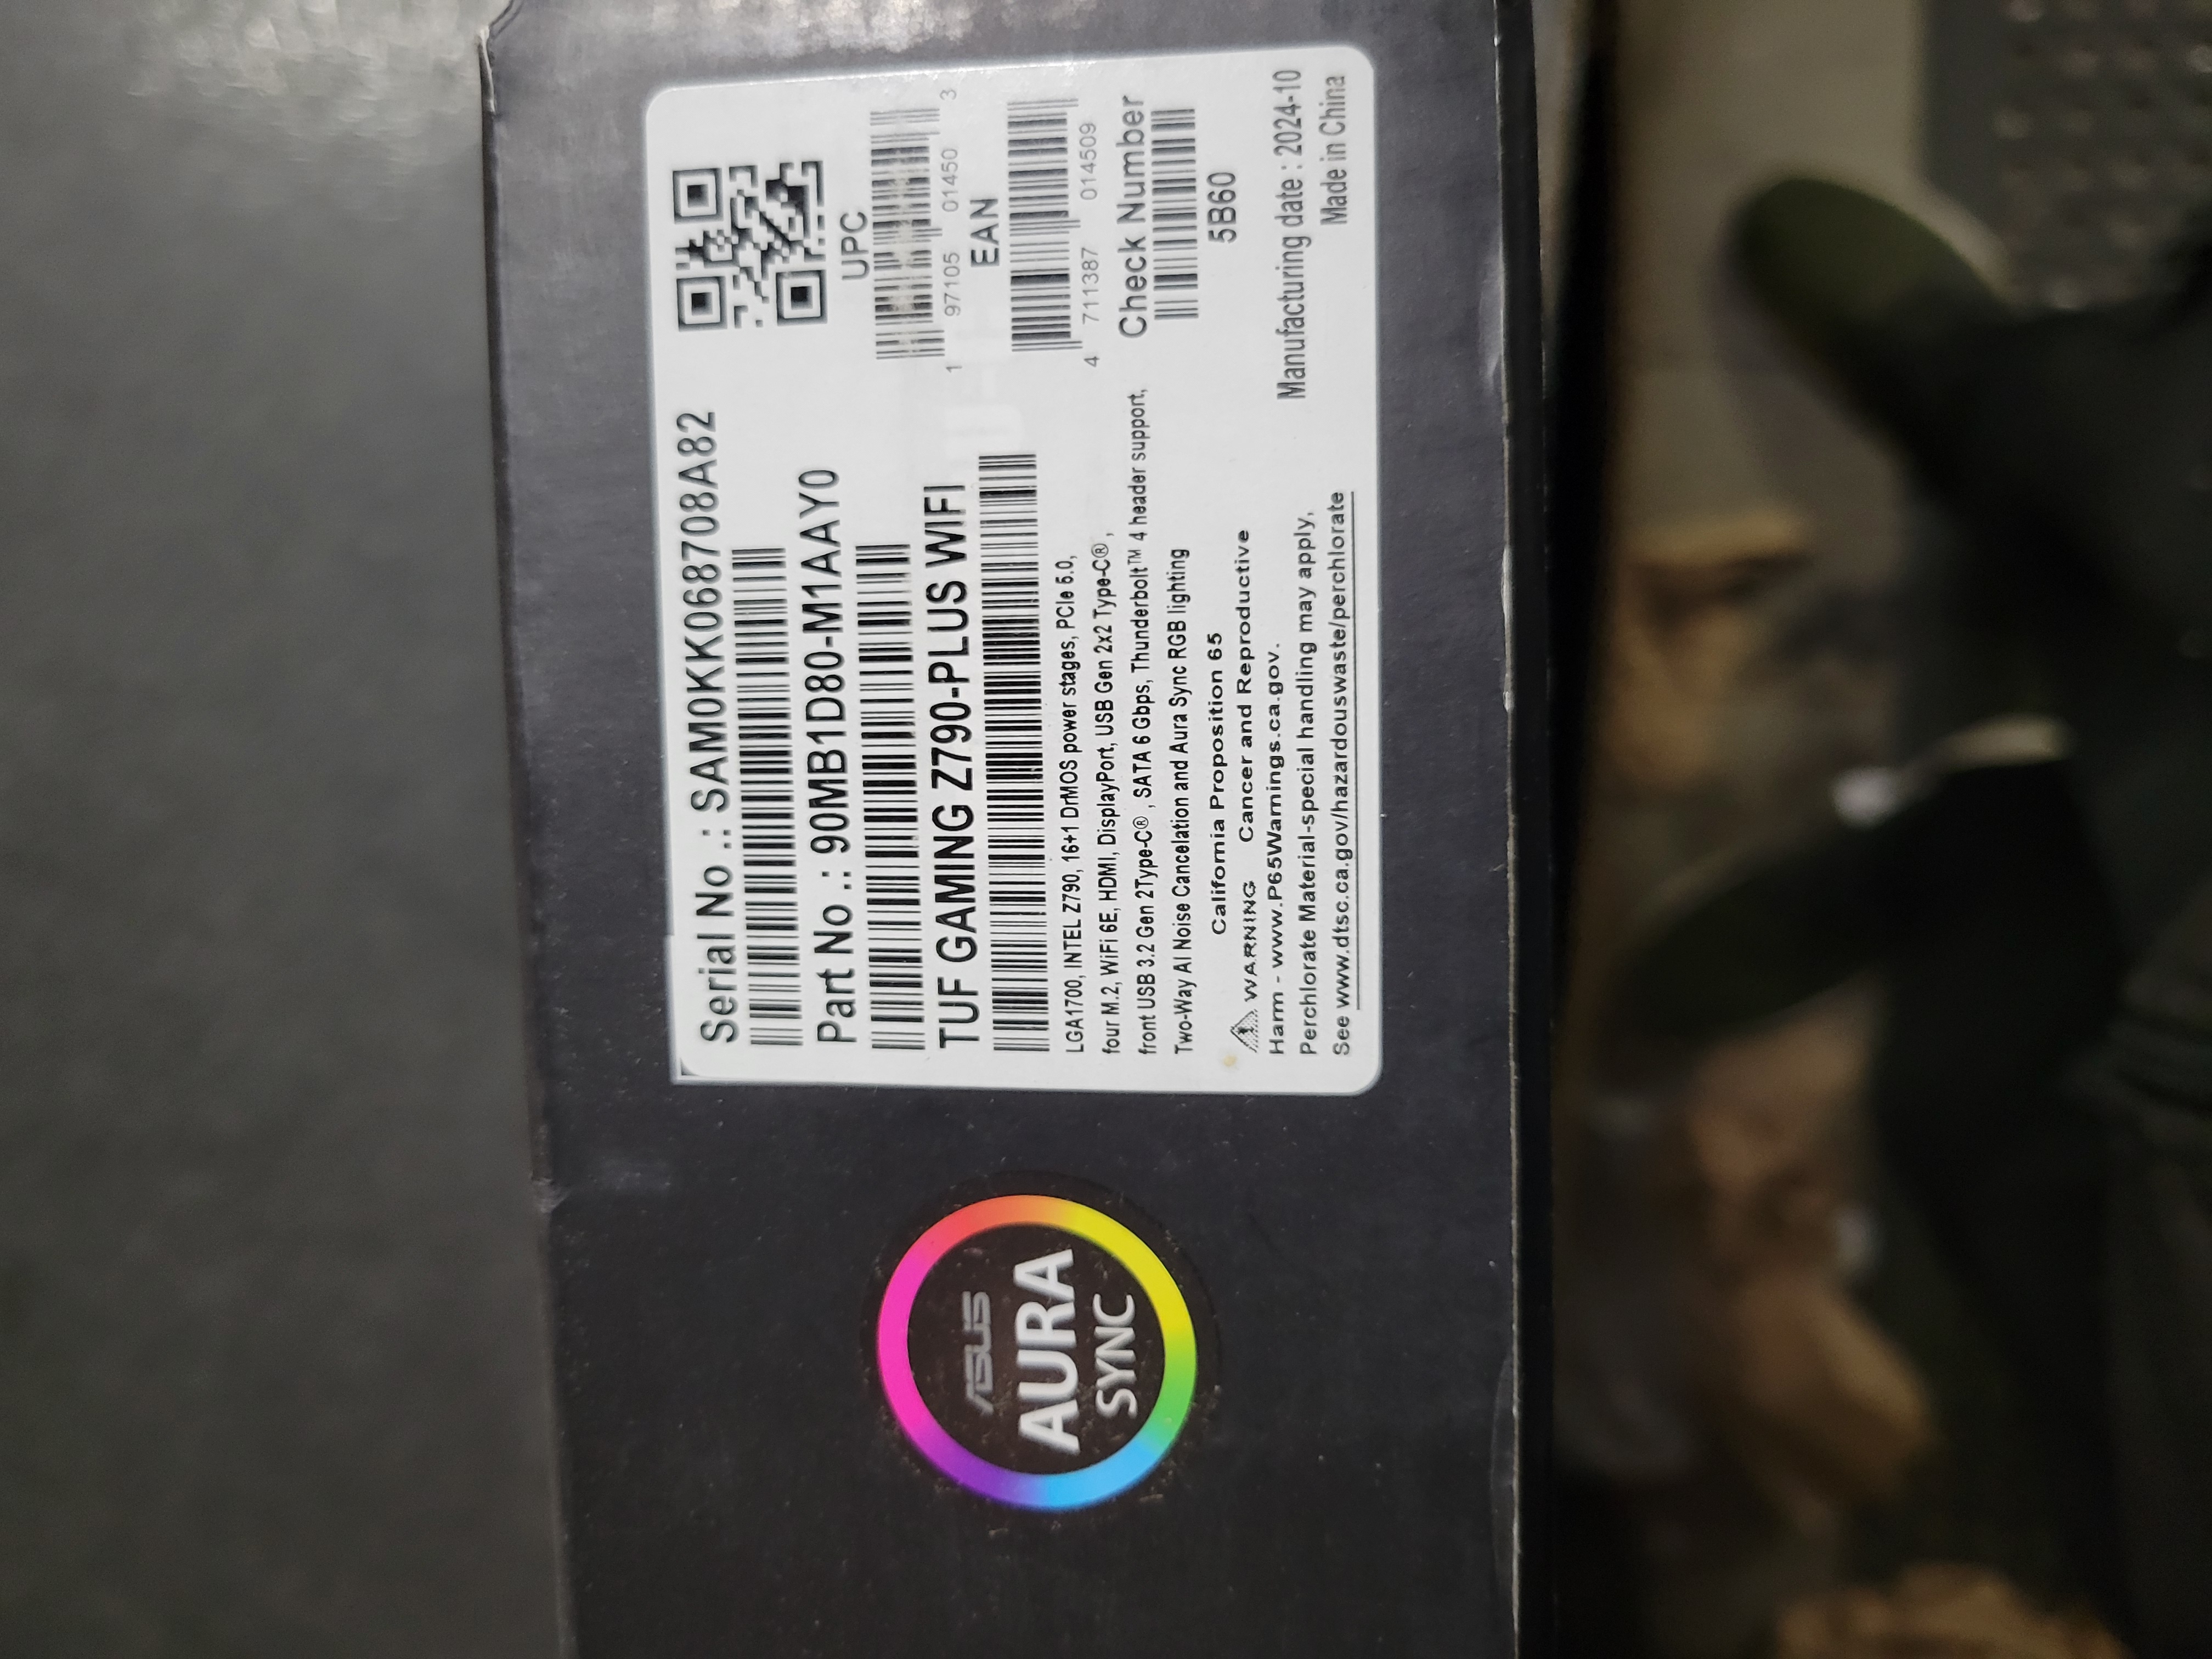 Serial No .: SAM0KK068708A82
Part No .: 90MB1D80-M1AAY0
TUF GAMING Z790-PLUS WIFI
LGA1700, INTEL Z790, 16+1 DrMOS power stages, PCIe 5.0,
four M.2, WiFi 6E, HDMI, DisplayPort, USB Gen 2x2 Type-C®,
front USB 3.2 Gen 2Type-C®, SATA 6 Gbps, Thunderbolt™ 4 header support,
Two-Way AI Noise Cancelation and Aura Sync RGB lighting
California Proposition 65
WARNING Cancer and Reproductive
Harm - www.P65Warnings.ca.gov.
Perchlorate Material-special handling may apply,
See www.dtsc.ca.gov/hazardouswaste/perchlorate
UPC
1 97105 01450 3
EAN
4 711387 014509
Check Number
5B60
Manufacturing date : 2024-10
Made in China
ASUS
AURA
SYNC